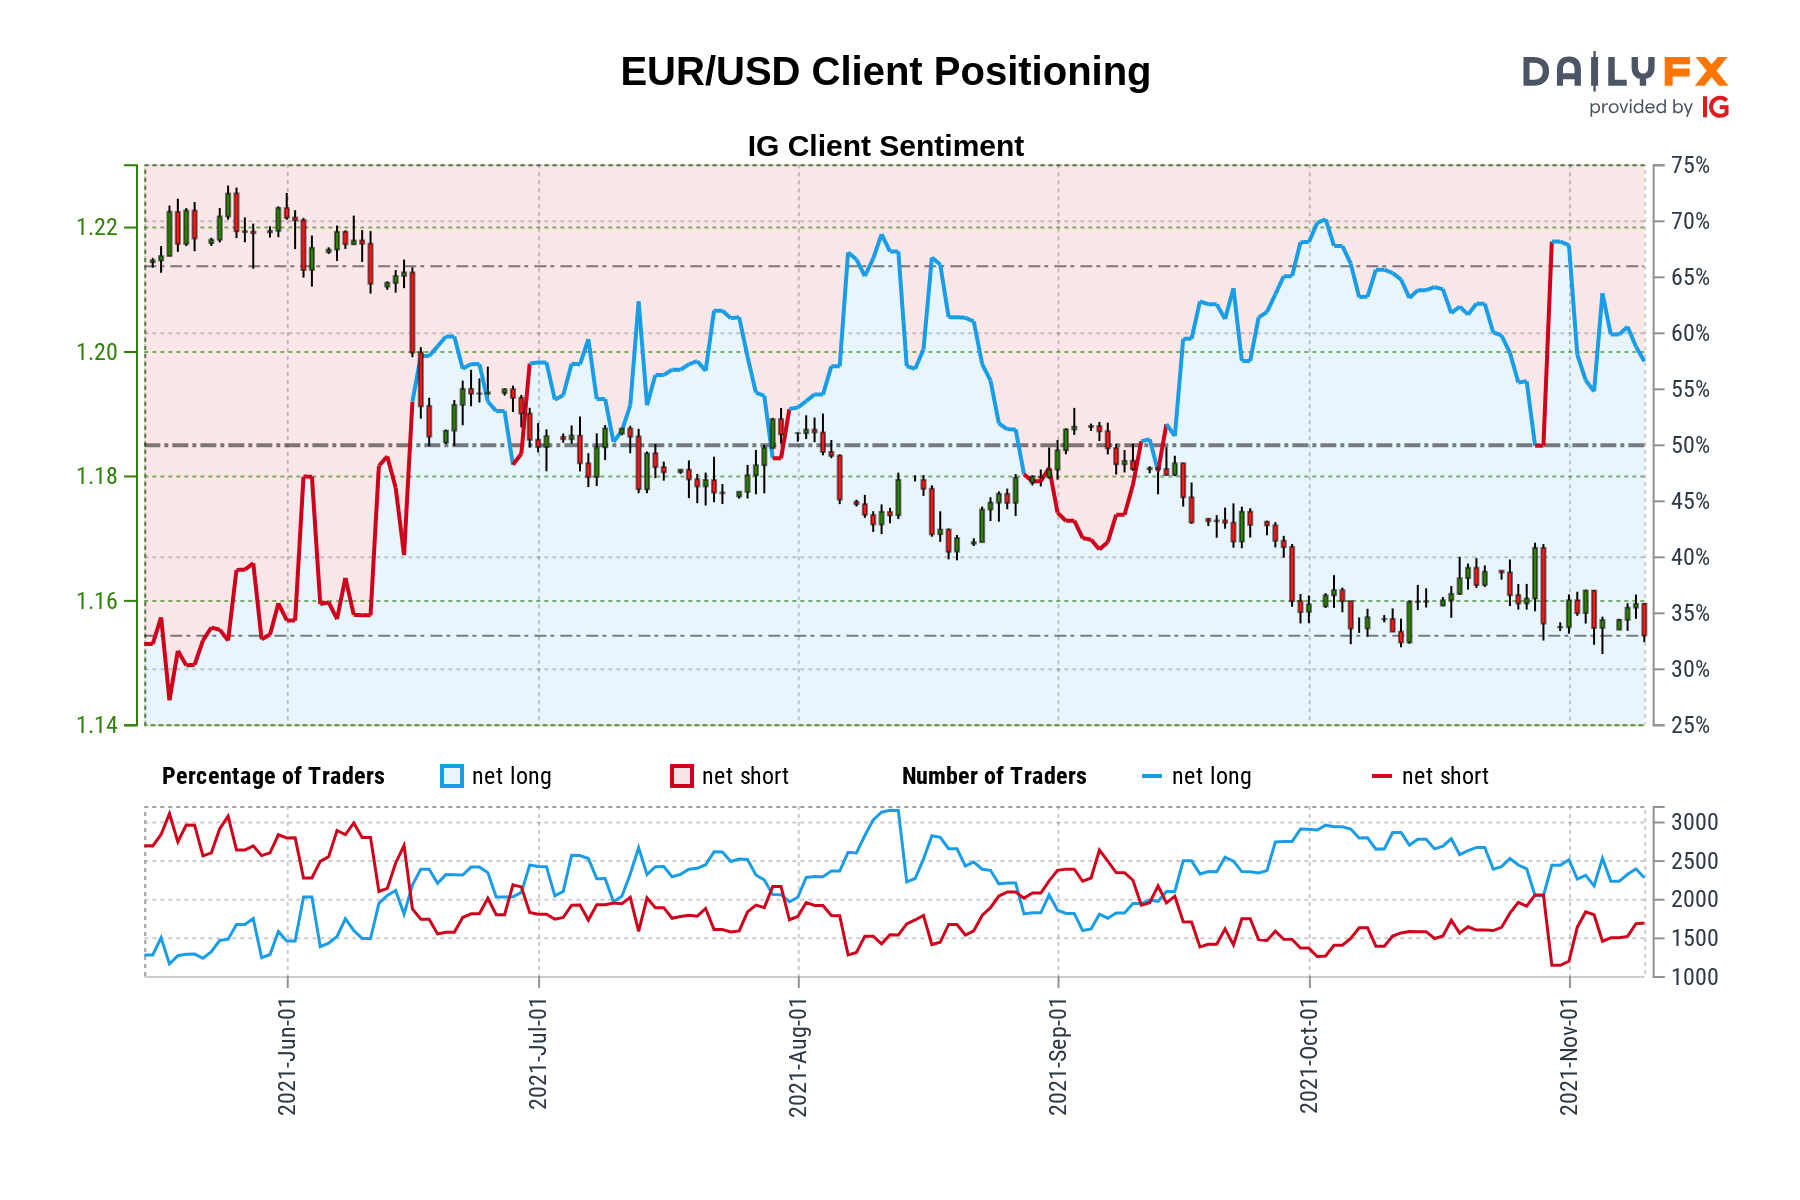 EUR/USD Client Positioning
DAILYFX
provided by IG
IG Client Sentiment
75%
1.22
70%
65%
1.20
60%
55%
50%
1.18
45%
40%
1.16
35%
30%
1.14
25%
Percentage of Traders net long net short Number of Traders net long net short
3000
2500
2000
1500
1000
2021-Jun-01
2021-Jul-01
2021-Aug-01
2021-Sep-01
2021-Oct-01
2021-Nov-01